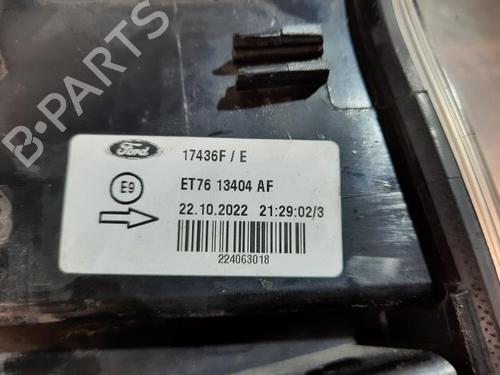 B-PARTS
Ford
17436F / E
E9
ET76 13404 AF
22.10.2022 21:29:02/3
224063018